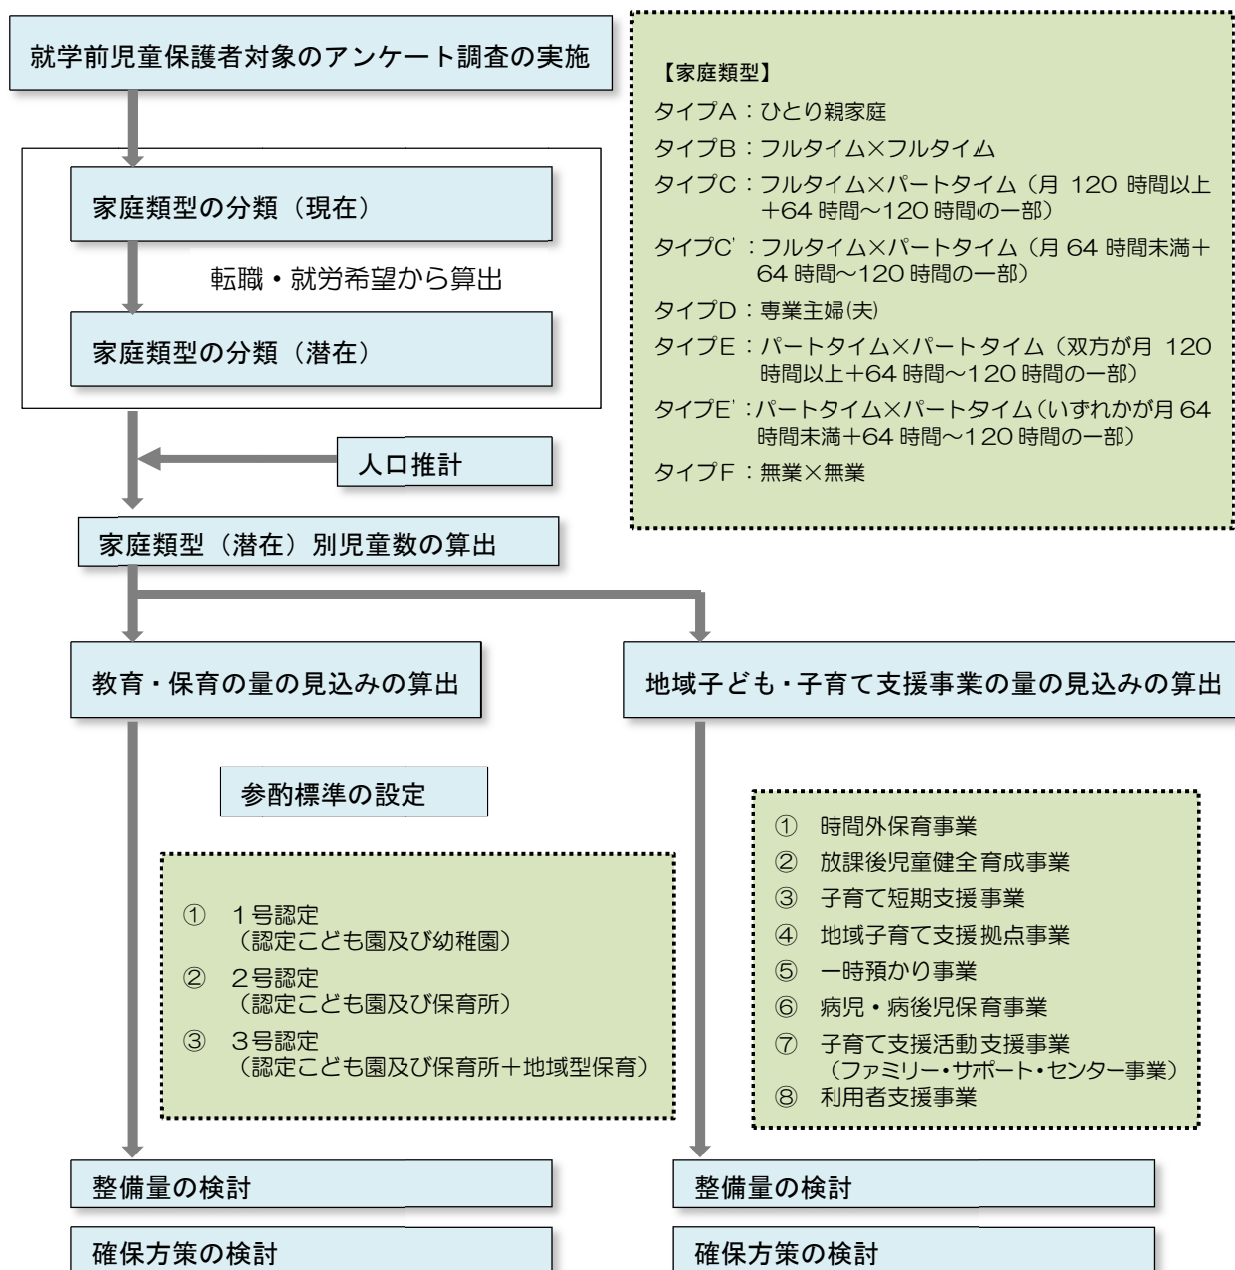 就学前児童保護者対象のアンケート調査の実施
家庭類型の分類（現在）
転職・就労希望から算出
家庭類型の分類（潜在）
人口推計
家庭類型（潜在）別児童数の算出
【家庭類型】
タイプA：ひとり親家庭
タイプB：フルタイム×フルタイム
タイプC：フルタイム×パートタイム（月 120 時間以上
＋64 時間～120 時間の一部）
タイプC'：フルタイム×パートタイム（月 64 時間未満＋
64 時間～120 時間の一部）
タイプD：専業主婦(夫)
タイプE：パートタイム×パートタイム（双方が月 120
時間以上＋64 時間～120 時間の一部）
タイプE'：パートタイム×パートタイム（いずれかが月 64
時間未満＋64 時間～120 時間の一部）
タイプF：無業×無業
教育・保育の量の見込みの算出
参酌標準の設定
① 1号認定
（認定こども園及び幼稚園）
② 2号認定
（認定こども園及び保育所）
③ 3号認定
（認定こども園及び保育所＋地域型保育）
整備量の検討
確保方策の検討
地域子ども・子育て支援事業の量の見込みの算出
① 時間外保育事業
② 放課後児童健全育成事業
③ 子育て短期支援事業
④ 地域子育て支援拠点事業
⑤ 一時預かり事業
⑥ 病児・病後児保育事業
⑦ 子育て支援活動支援事業
（ファミリー・サポート・センター事業）
⑧ 利用者支援事業
整備量の検討
確保方策の検討